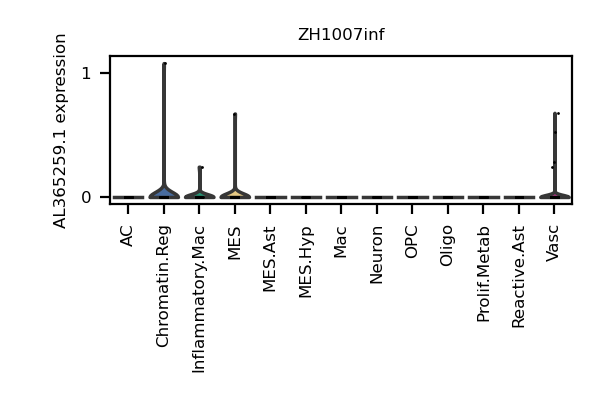 ZH1007inf
AL365259.1 expression
1
0
AC
Chromatin.Reg
Inflammatory.Mac
MES
MES.Ast
MES.Hyp
Mac
Neuron
OPC
Oligo
Prolif.Metab
Reactive.Ast
Vasc